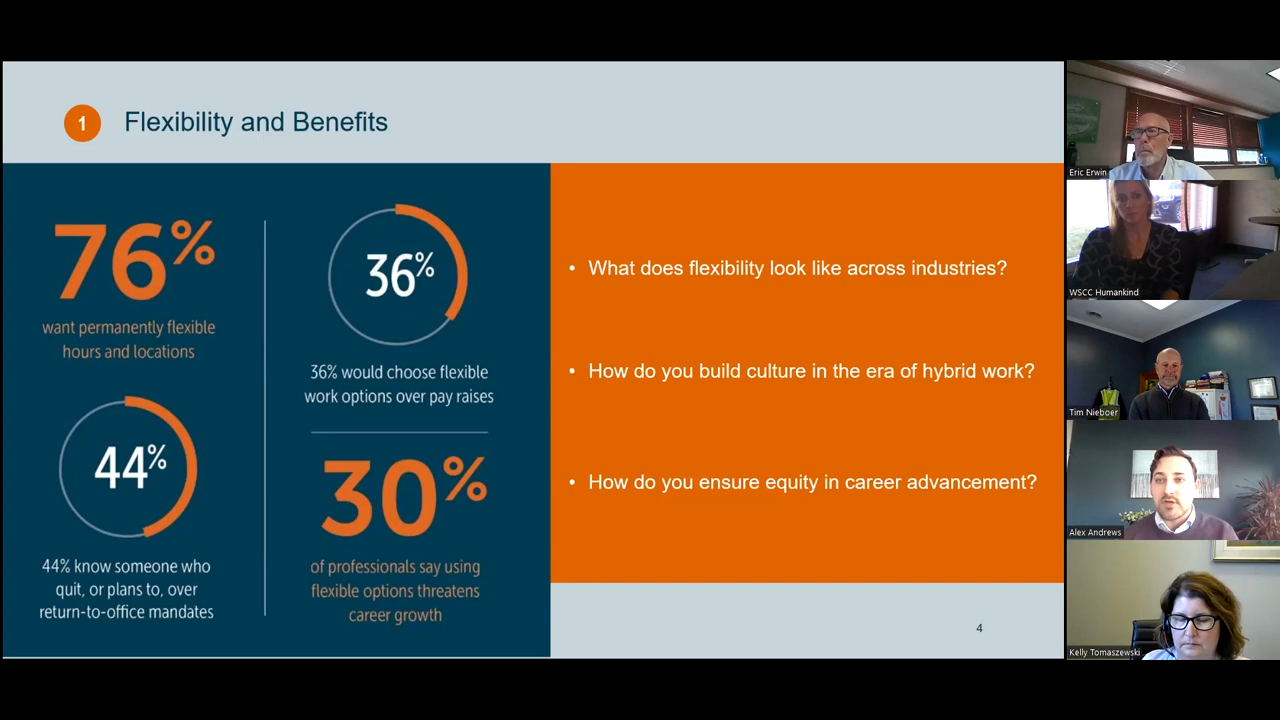 1
Flexibility and Benefits
76%
want permanently flexible
hours and locations
44%
44% know someone who
quit, or plans to, over
return-to-office mandates
36%
36% would choose flexible
work options over pay raises
30%
of professionals say using
flexible options threatens
career growth
• What does flexibility look like across industries?
• How do you build culture in the era of hybrid work?
• How do you ensure equity in career advancement?
4
Eric Erwin
WSCC Humankind
Tim Nieboer
Alex Andrews
Kelly Tomaszewski